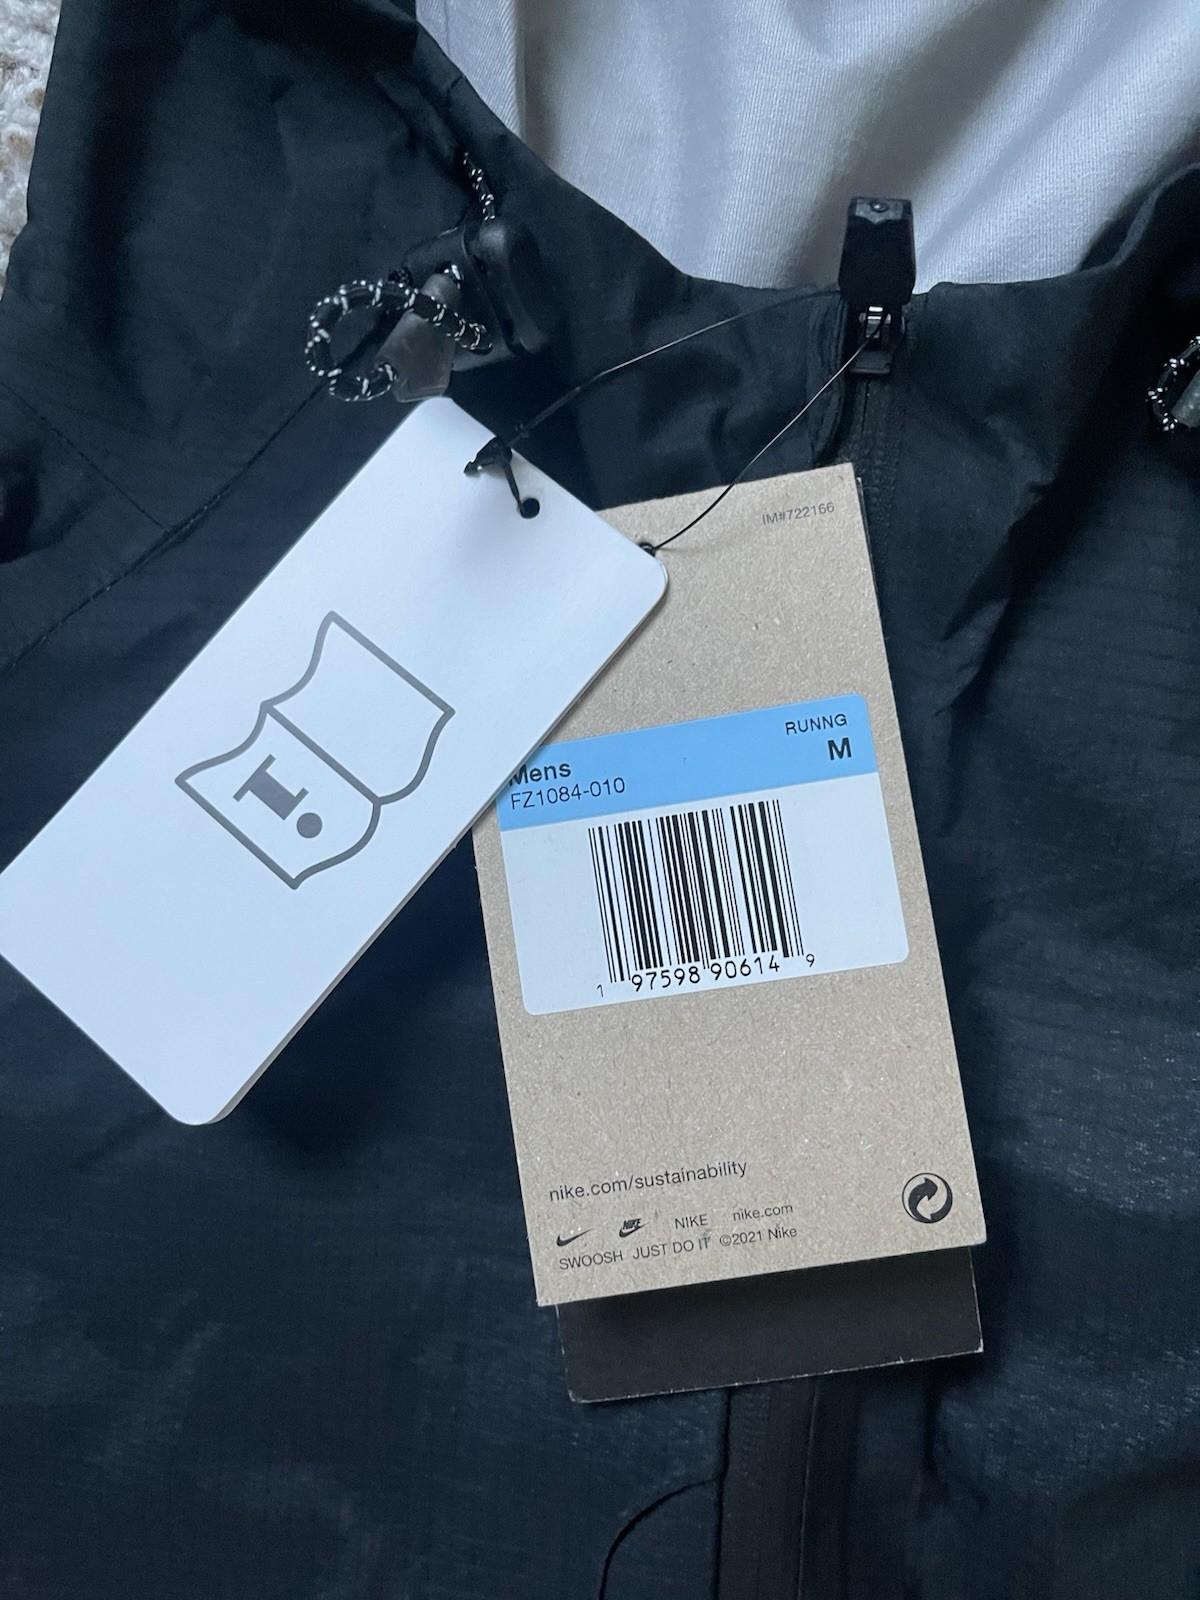 IM#722166
RUNNG
Mens
M
FZ1084-010
1 97598 90614 9
nike.com/sustainability
NIKE NIKE nike.com
SWOOSH JUST DO IT ©2021 Nike